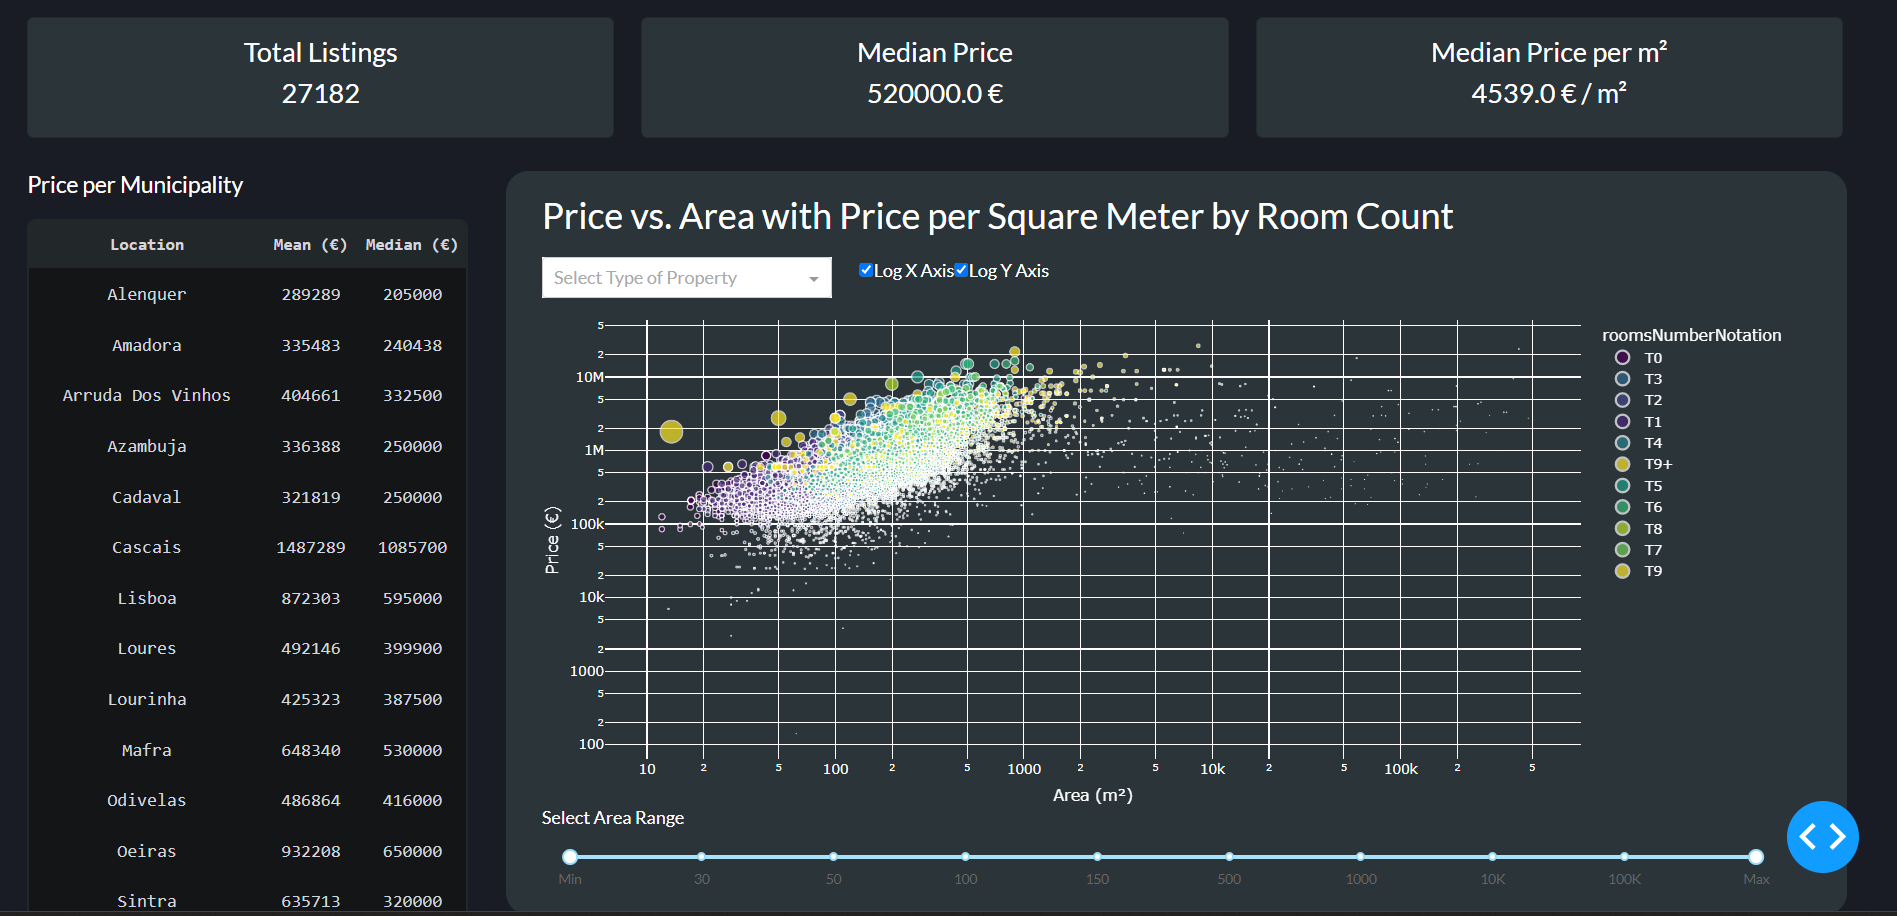 Total Listings
27182
Median Price
520000.0 €
Median Price per m²
4539.0 € / m²
Price per Municipality
Location Mean (€) Median (€)
Alenquer 289289 205000
Amadora 335483 240438
Arruda Dos Vinhos 404661 332500
Azambuja 336388 250000
Cadaval 321819 250000
Cascais 1487289 1085700
Lisboa 872303 595000
Loures 492146 399900
Lourinha 425323 387500
Mafra 648340 530000
Odivelas 486864 416000
Oeiras 932208 650000
Sintra 635713 320000
Price vs. Area with Price per Square Meter by Room Count
Select Type of Property
Log X Axis Log Y Axis
5
2
10M
5
2
1M
5
2
100k
5
2
10k
5
2
1000
5
2
100
Price (€)
10 2 5 100 2 5 1000 2 5 10k 2 5 100k 2 5
Area (m²)
roomsNumberNotation
T0
T3
T2
T1
T4
T9+
T5
T6
T8
T7
T9
Select Area Range
Min 30 50 100 150 500 1000 10K 100K Max